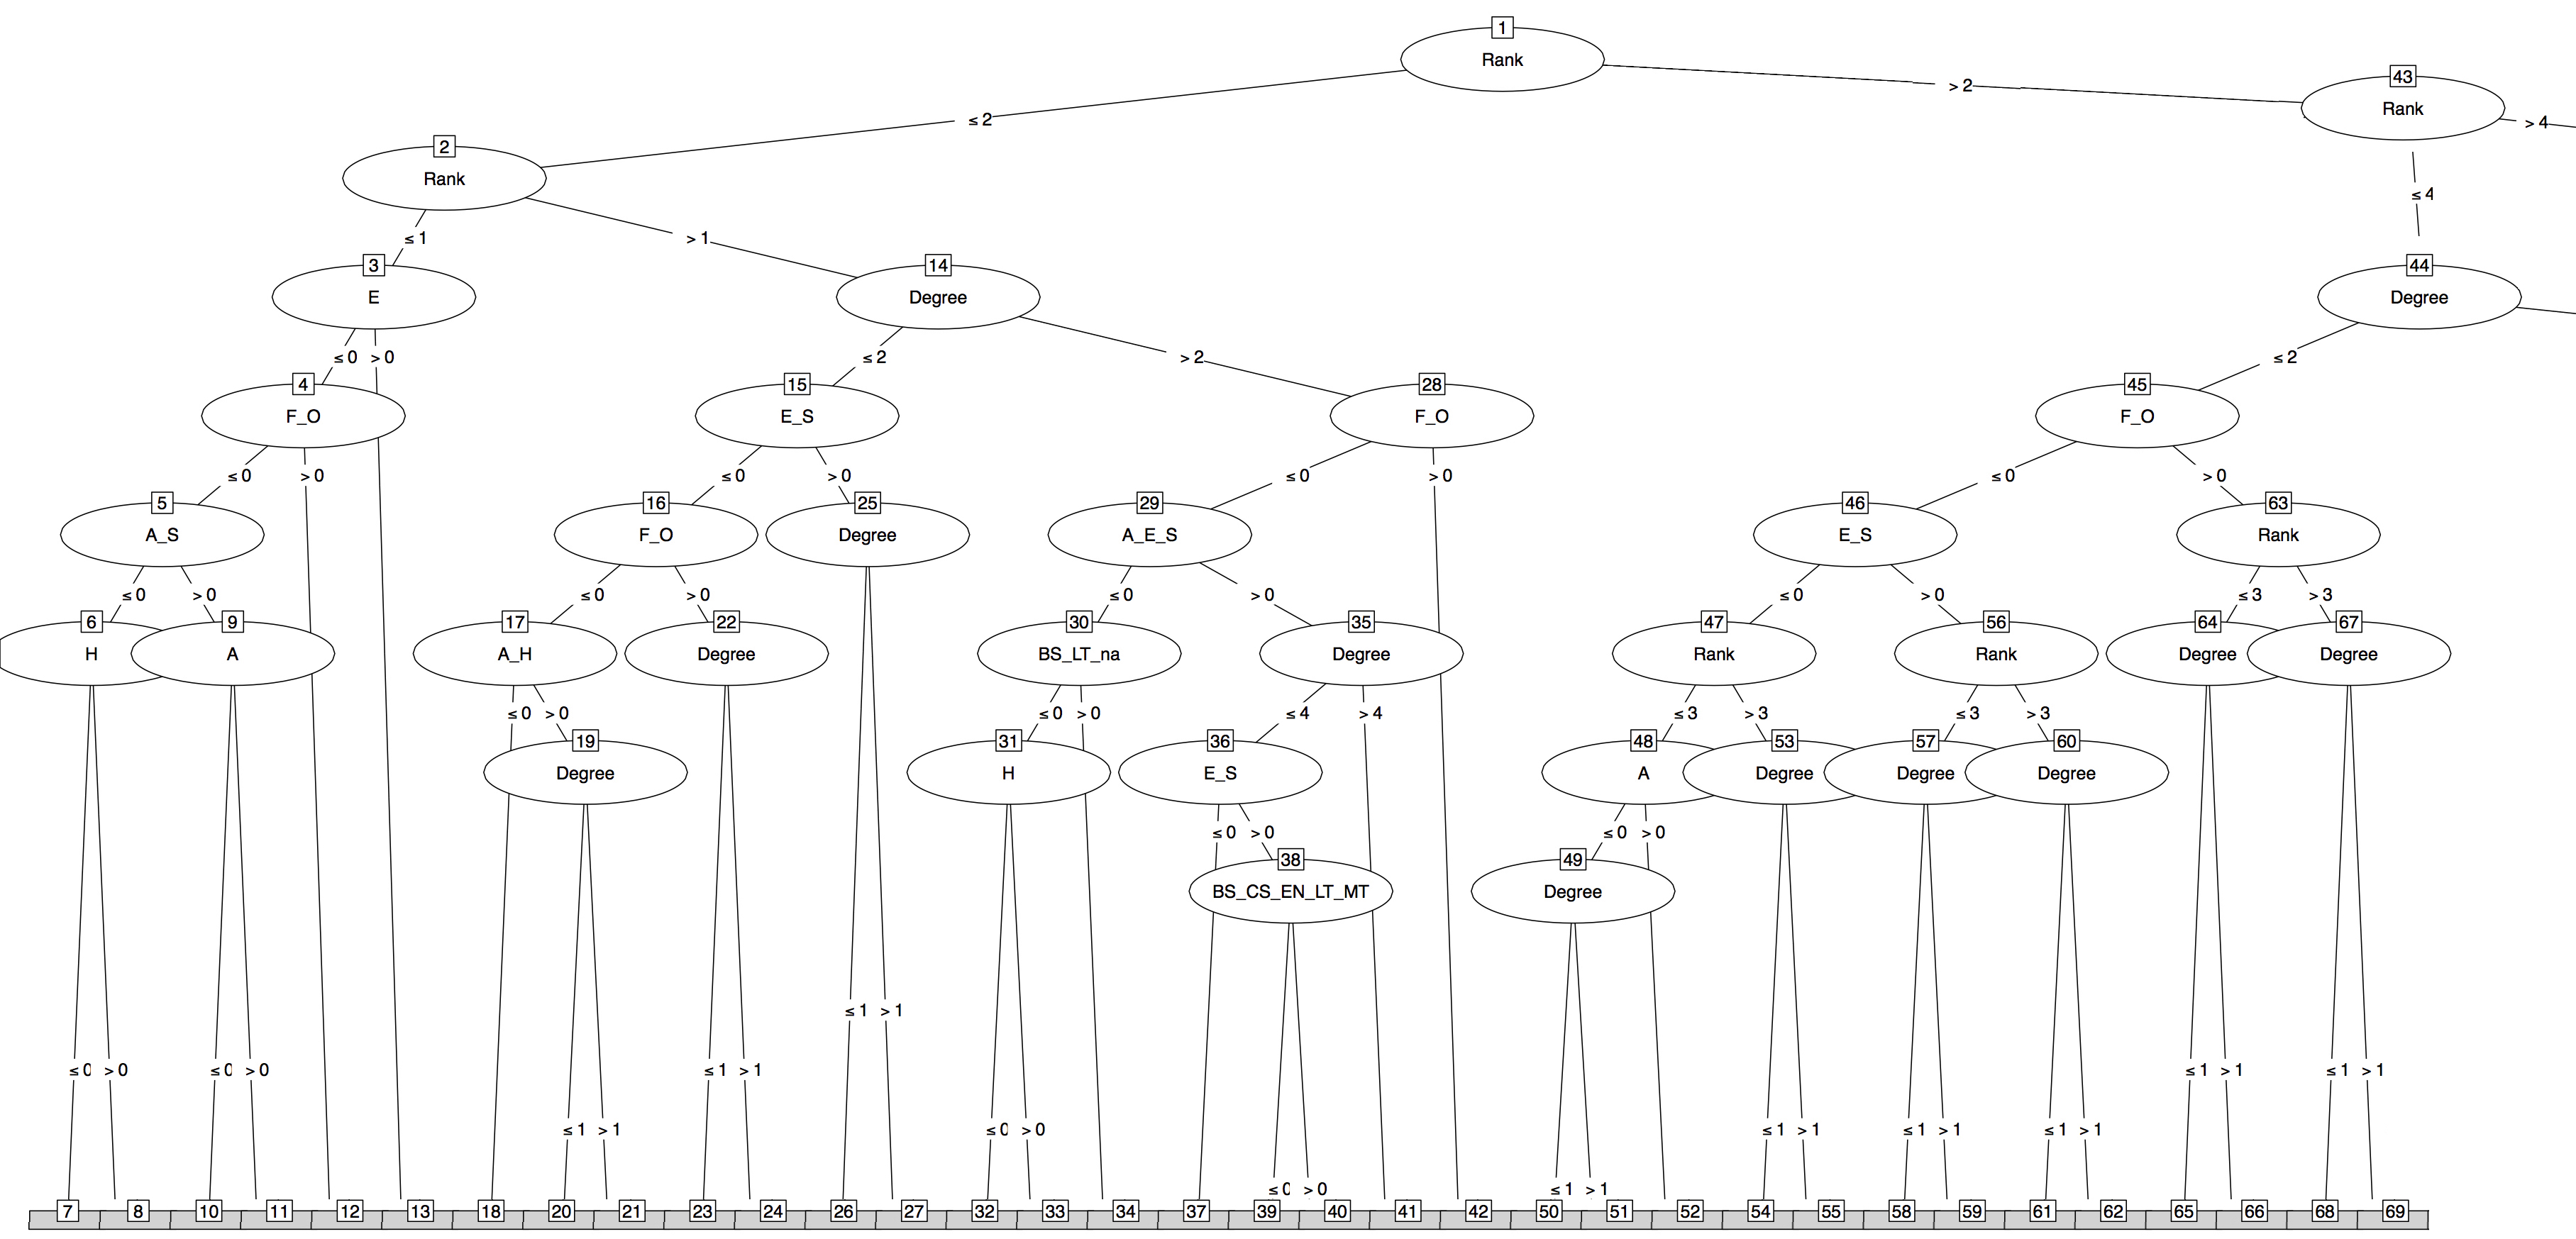 1
Rank
≤ 2
> 2
43
Rank
> 4
2
Rank
≤ 4
≤ 1
> 1
3
E
14
Degree
44
Degree
≤ 0
> 0
≤ 2
> 2
≤ 2
4
F_O
15
E_S
28
F_O
45
F_O
≤ 0
> 0
≤ 0
> 0
≤ 0
> 0
≤ 0
> 0
5
A_S
16
F_O
25
Degree
29
A_E_S
46
E_S
63
Rank
≤ 0
> 0
≤ 0
> 0
≤ 0
> 0
≤ 0
> 0
≤ 3
> 3
6
H
9
A
17
A_H
22
Degree
30
BS_LT_na
35
Degree
47
Rank
56
Rank
64
Degree
67
Degree
≤ 0
> 0
≤ 0
> 0
≤ 4
> 4
≤ 3
> 3
≤ 3
> 3
19
Degree
31
H
36
E_S
48
A
53
Degree
57
Degree
60
Degree
≤ 0
> 0
≤ 0
> 0
38
BS_CS_EN_LT_MT
49
Degree
≤ 1
> 1
≤ 0
> 0
≤ 0
> 0
≤ 1
> 1
≤ 1
> 1
≤ 1
> 1
≤ 1
> 1
≤ 0
> 0
≤ 1
> 1
≤ 1
> 1
≤ 1
> 1
≤ 0
> 0
≤ 1
> 1
7 8 10 11 12 13 18 20 21 23 24 26 27 32 33 34 37 39 40 41 42 50 51 52 54 55 58 59 61 62 65 66 68 69